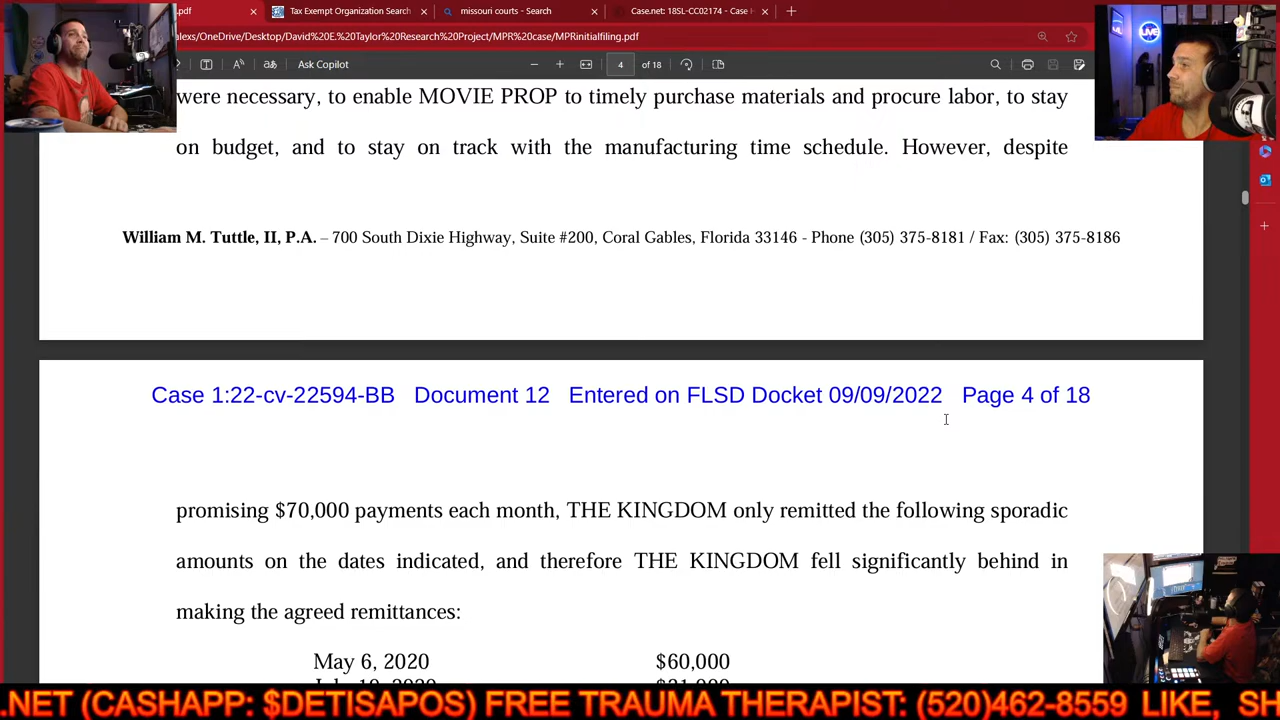 .pdf
Tax Exempt Organization Search
missouri courts - Search
Case.net: 18SL-CC02174 - Case
alexs/OneDrive/Desktop/David%20E.%20Taylor%20Research%20Project/MPR%20case/MPRinitialfiling.pdf
Ask Copilot
4 of 18
were necessary, to enable MOVIE PROP to timely purchase materials and procure labor, to stay
on budget, and to stay on track with the manufacturing time schedule. However, despite
William M. Tuttle, II, P.A. – 700 South Dixie Highway, Suite #200, Coral Gables, Florida 33146 - Phone (305) 375-8181 / Fax: (305) 375-8186
Case 1:22-cv-22594-BB Document 12 Entered on FLSD Docket 09/09/2022 Page 4 of 18
promising $70,000 payments each month, THE KINGDOM only remitted the following sporadic
amounts on the dates indicated, and therefore THE KINGDOM fell significantly behind in
making the agreed remittances:
May 6, 2020 $60,000
.NET (CASHAPP: $DETISAPOS) FREE TRAUMA THERAPIST: (520)462-8559 LIKE, SH